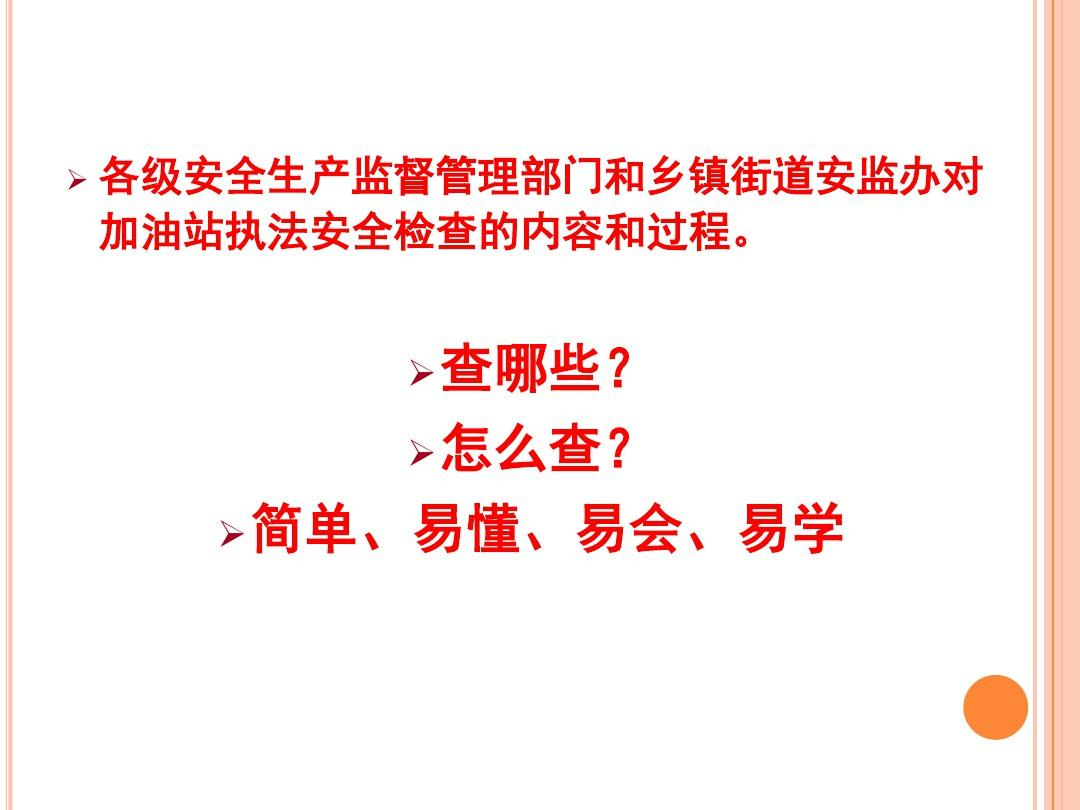 各级安全生产监督管理部门和乡镇街道安监办对
加油站执法安全检查的内容和过程。
查哪些?
怎么查?
简单、易懂、易会、易学